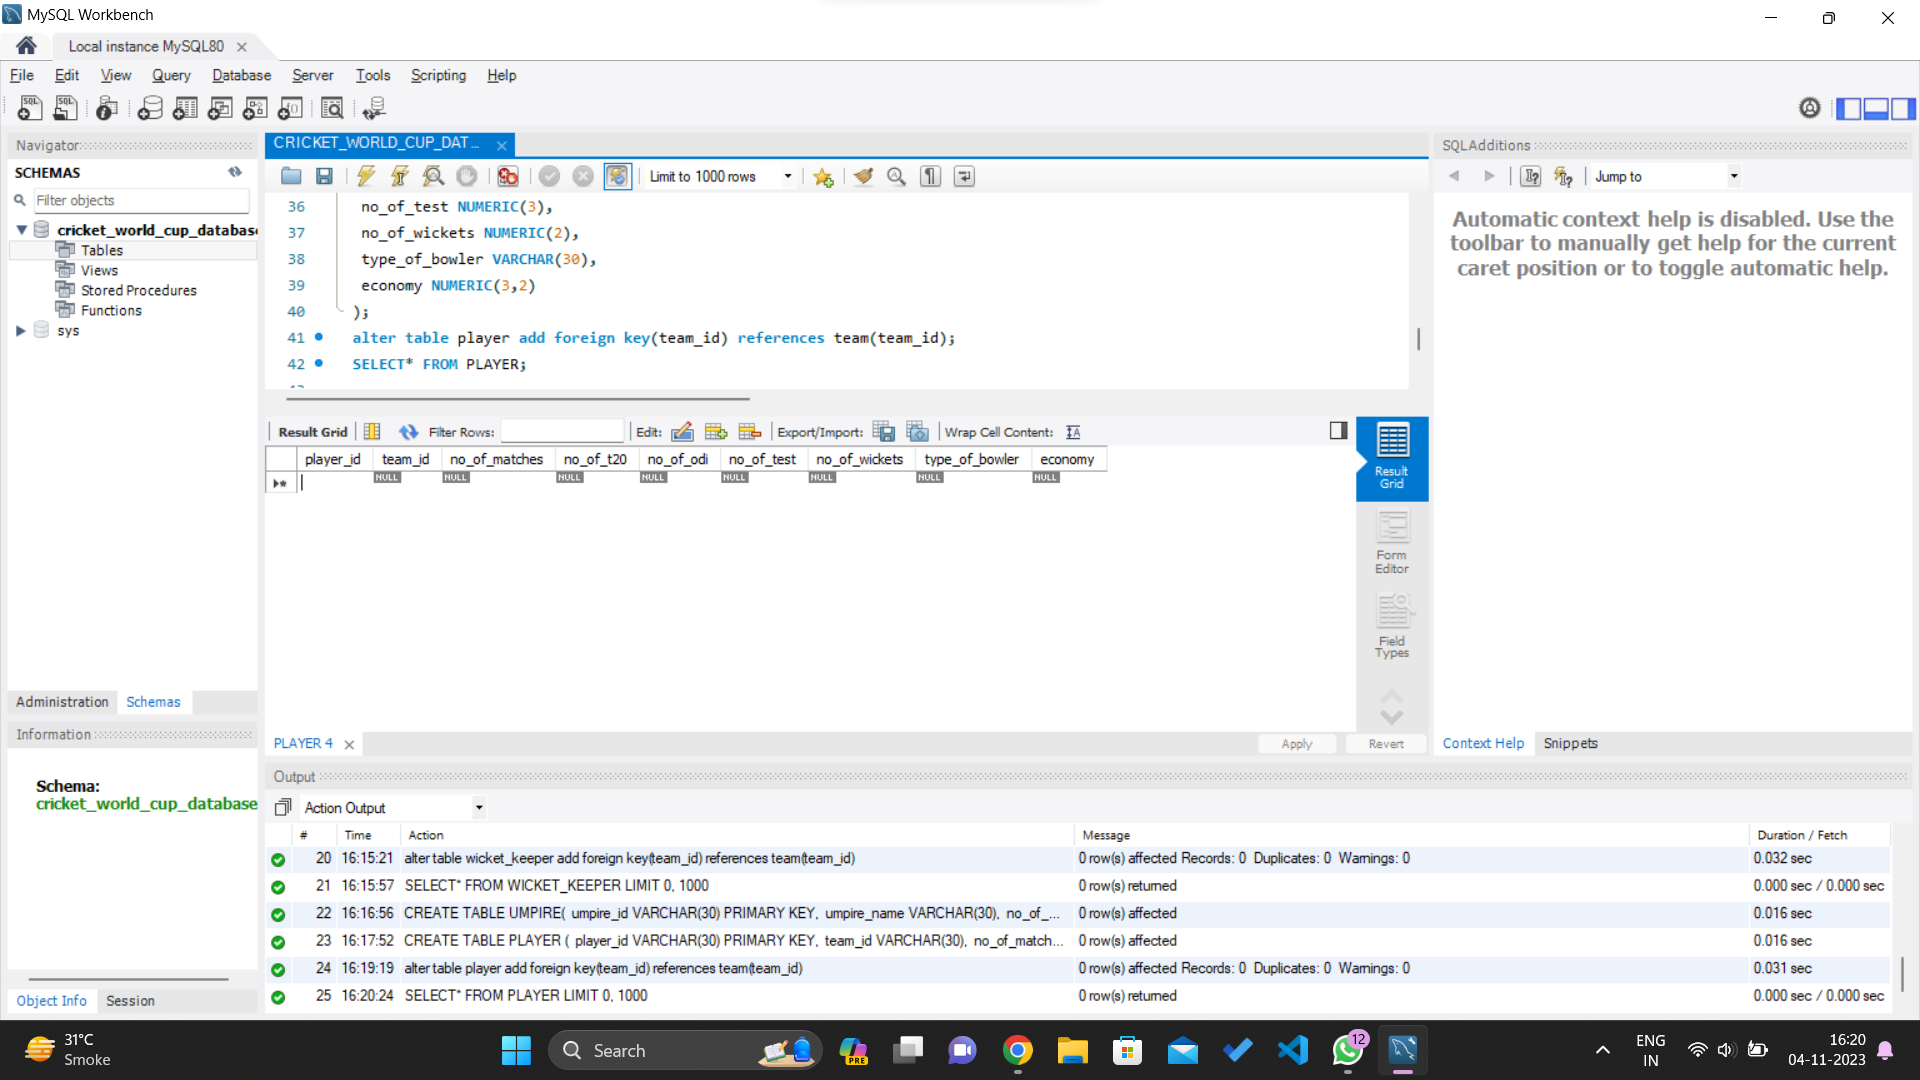 MySQL Workbench
Local instance MySQL80
File Edit View Query Database Server Tools Scripting Help
Navigator
SCHEMAS
Filter objects
cricket_world_cup_database
Tables
Views
Stored Procedures
Functions
sys
Administration Schemas
Information
Schema:
cricket_world_cup_database
Object Info Session
CRICKET_WORLD_CUP_DAT...
Limit to 1000 rows
36 no_of_test NUMERIC(3),
37 no_of_wickets NUMERIC(2),
38 type_of_bowler VARCHAR(30),
39 economy NUMERIC(3,2)
40 );
41 alter table player add foreign key(team_id) references team(team_id);
42 SELECT* FROM PLAYER;
Result Grid Filter Rows: Edit: Export/Import: Wrap Cell Content:
player_id team_id no_of_matches no_of_t20 no_of_odi no_of_test no_of_wickets type_of_bowler economy
NULL NULL NULL NULL NULL NULL NULL NULL
Result
Grid
Form
Editor
Field
Types
PLAYER 4
Apply Revert
SQLAdditions
Jump to
Automatic context help is disabled. Use the
toolbar to manually get help for the current
caret position or to toggle automatic help.
Context Help Snippets
Output
Action Output
# Time Action Message Duration / Fetch
20 16:15:21 alter table wicket_keeper add foreign key(team_id) references team(team_id) 0 row(s) affected Records: 0 Duplicates: 0 Warnings: 0 0.032 sec
21 16:15:57 SELECT* FROM WICKET_KEEPER LIMIT 0, 1000 0 row(s) returned 0.000 sec / 0.000 sec
22 16:16:56 CREATE TABLE UMPIRE( umpire_id VARCHAR(30) PRIMARY KEY, umpire_name VARCHAR(30), no_of_... 0 row(s) affected 0.016 sec
23 16:17:52 CREATE TABLE PLAYER ( player_id VARCHAR(30) PRIMARY KEY, team_id VARCHAR(30), no_of_match... 0 row(s) affected 0.016 sec
24 16:19:19 alter table player add foreign key(team_id) references team(team_id) 0 row(s) affected Records: 0 Duplicates: 0 Warnings: 0 0.031 sec
25 16:20:24 SELECT* FROM PLAYER LIMIT 0, 1000 0 row(s) returned 0.000 sec / 0.000 sec
31°C
Smoke
Search
PRE
12
ENG
IN
16:20
04-11-2023